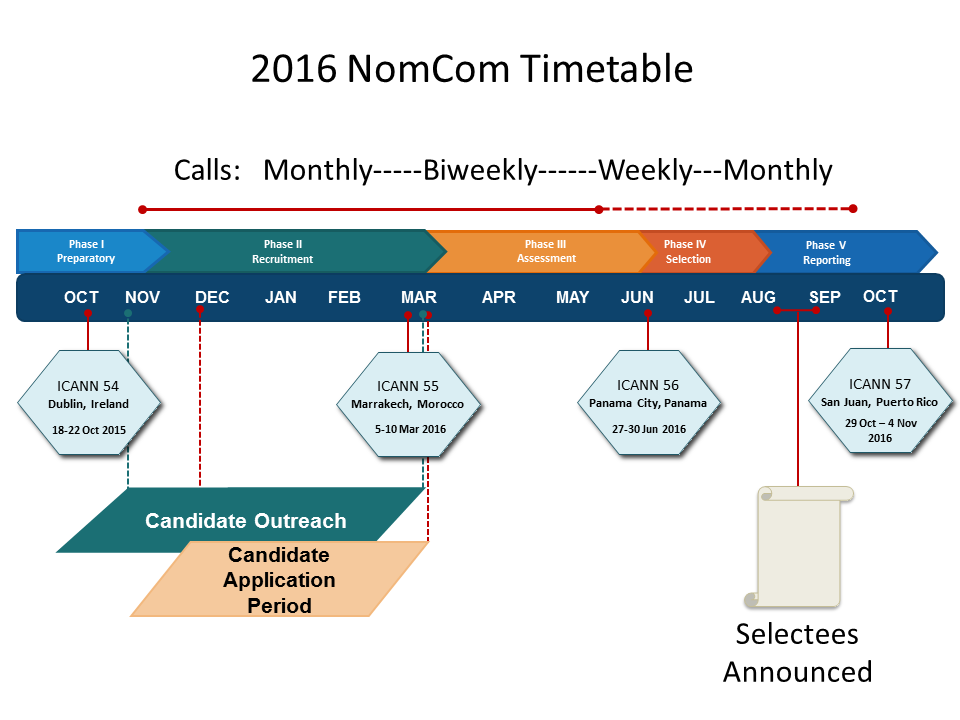 2016 NomCom Timetable
Calls:   Monthly-----Biweekly------Weekly---Monthly
Phase I
Preparatory
Phase II
Recruitment
Phase III
Assessment
Phase IV
Selection
Phase V
Reporting
OCT NOV DEC JAN FEB MAR APR MAY JUN JUL AUG SEP OCT
ICANN 54
Dublin, Ireland
18-22 Oct 2015
ICANN 55
Marrakech, Morocco
5-10 Mar 2016
ICANN 56
Panama City, Panama
27-30 Jun 2016
ICANN 57
San Juan, Puerto Rico
29 Oct – 4 Nov
2016
Candidate Outreach
Candidate
Application
Period
Selectees
Announced